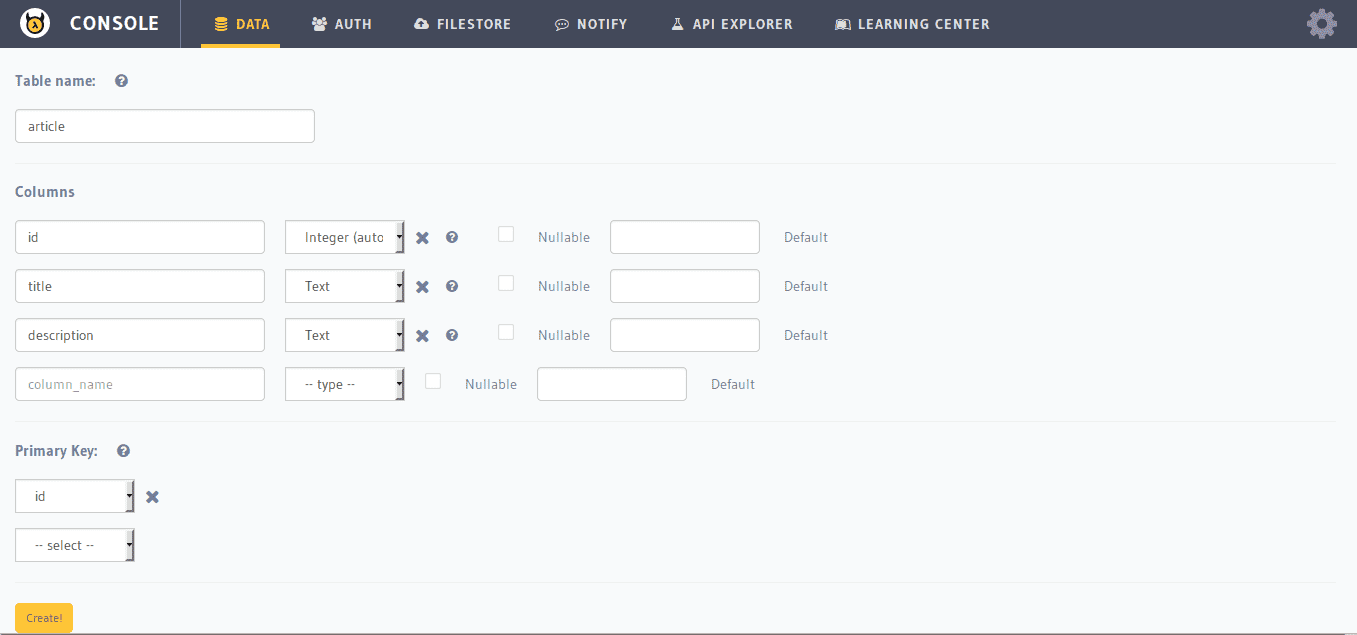 CONSOLE DATA AUTH FILESTORE NOTIFY API EXPLORER LEARNING CENTER
Table name:
article
Columns
id Integer (auto Nullable Default
title Text Nullable Default
description Text Nullable Default
column_name -- type -- Nullable Default
Primary Key:
id
-- select --
Create!